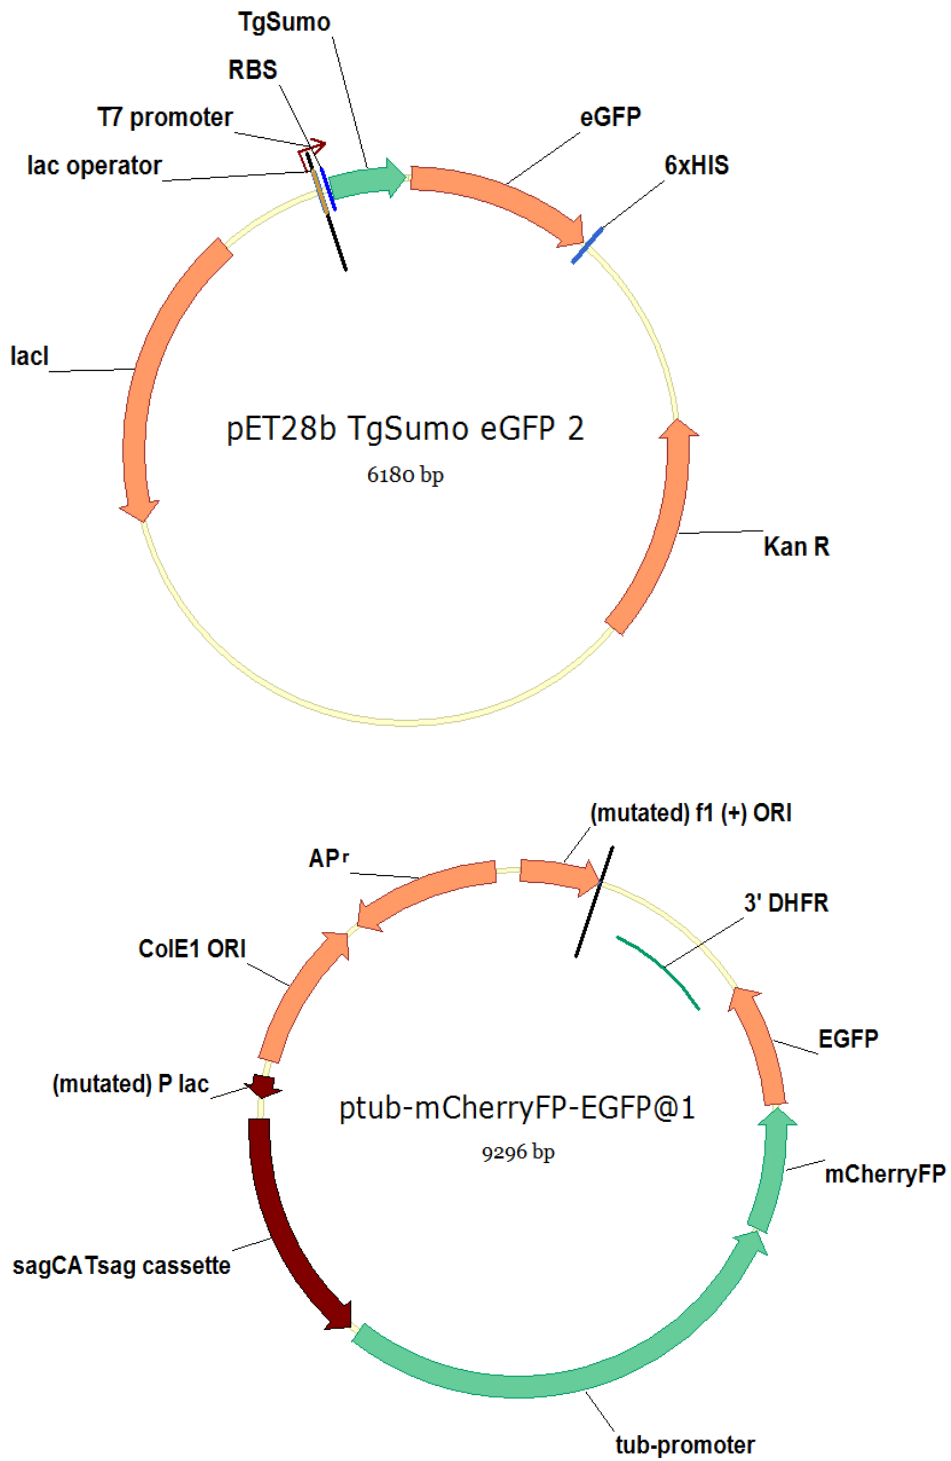 TgSumo
RBS
T7 promoter
lac operator
eGFP
6xHIS
lacI
pET28b TgSumo eGFP 2
6180 bp
Kan R
(mutated) f1 (+) ORI
APʳ
3' DHFR
ColE1 ORI
EGFP
(mutated) P lac
ptub-mCherryFP-EGFP@1
9296 bp
mCherryFP
sagCATsag cassette
tub-promoter